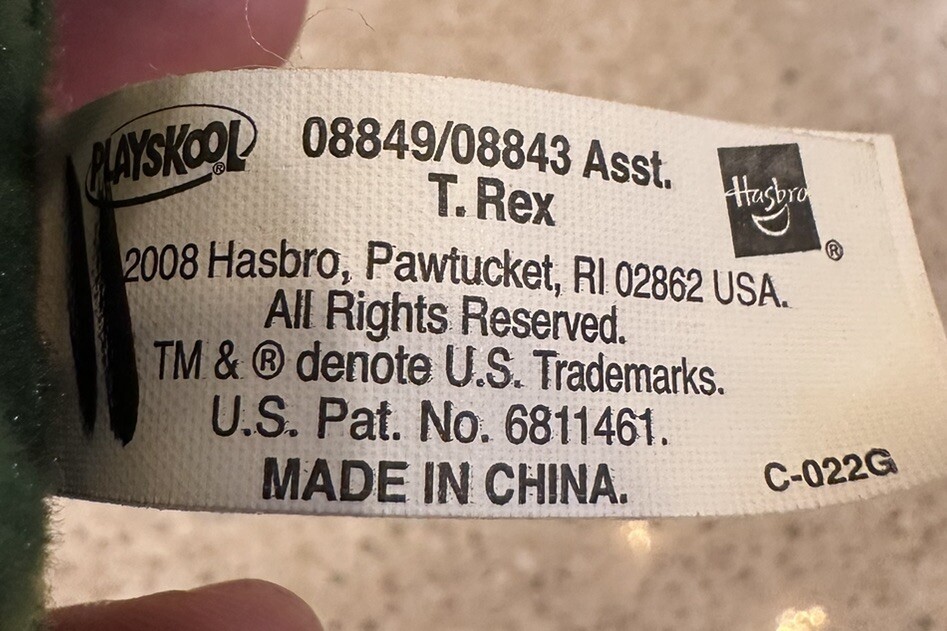 PLAYSKOOL®
08849/08843 Asst.
T. Rex
Hasbro®
2008 Hasbro, Pawtucket, RI 02862 USA.
All Rights Reserved.
TM & ® denote U.S. Trademarks.
U.S. Pat. No. 6811461.
MADE IN CHINA.
C-022G